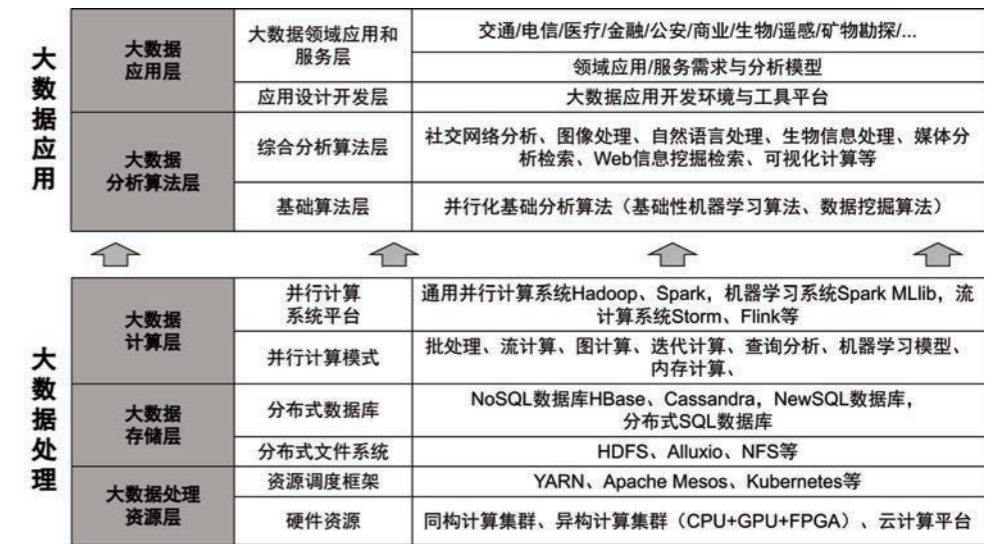 大数据应用
大数据
应用层
大数据领域应用和
服务层
交通/电信/医疗/金融/公安/商业/生物/遥感/矿物勘探/...
领域应用/服务需求与分析模型
应用设计开发层
大数据应用开发环境与工具平台
大数据
分析算法层
综合分析算法层
社交网络分析、图像处理、自然语言处理、生物信息处理、媒体分
析检索、Web信息挖掘检索、可视化计算等
基础算法层
并行化基础分析算法（基础性机器学习算法、数据挖掘算法）
大数据处理
大数据
计算层
并行计算
系统平台
通用并行计算系统Hadoop、Spark，机器学习系统Spark MLlib，流
计算系统Storm、Flink等
并行计算模式
批处理、流计算、图计算、迭代计算、查询分析、机器学习模型、
内存计算、
大数据
存储层
分布式数据库
NoSQL数据库HBase、Cassandra，NewSQL数据库，
分布式SQL数据库
分布式文件系统
HDFS、Alluxio、NFS等
大数据处理
资源层
资源调度框架
YARN、Apache Mesos、Kubernetes等
硬件资源
同构计算集群、异构计算集群（CPU+GPU+FPGA）、云计算平台